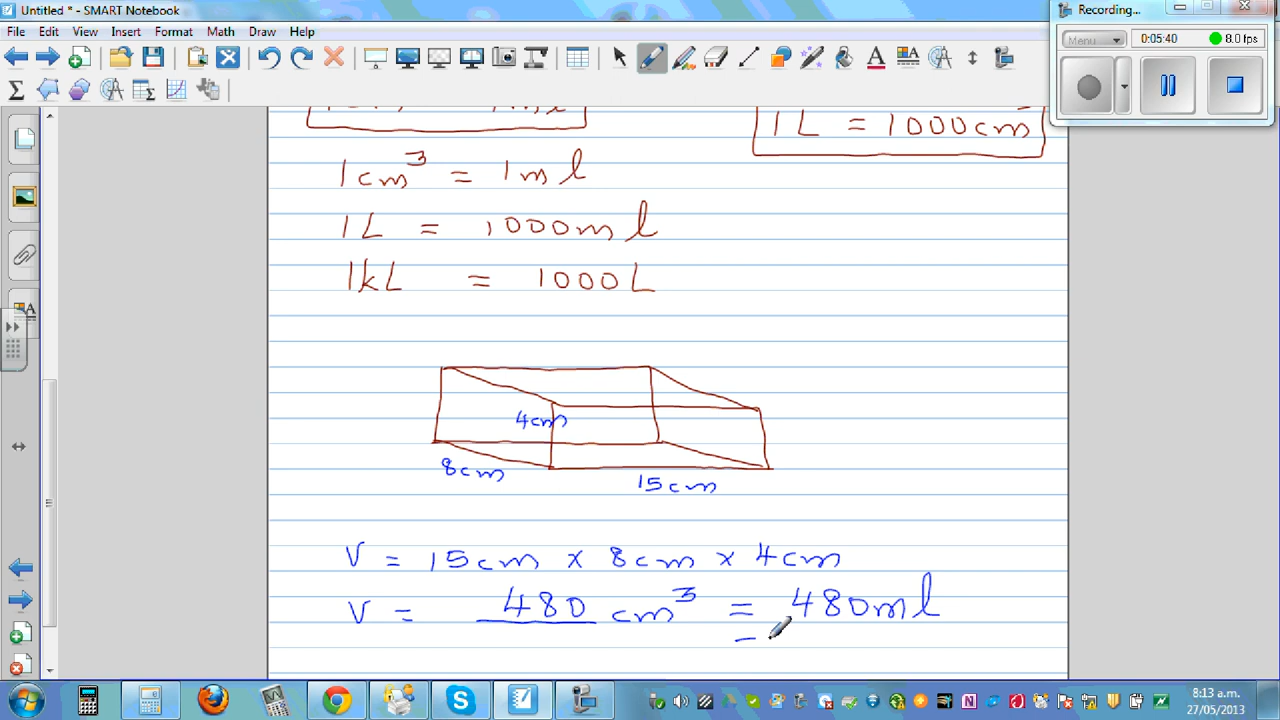 Untitled * - SMART Notebook
Recording...
File Edit View Insert Format Math Draw Help
Menu 0:05:40 8.0 fps
1L = 1000cm
1cm³ = 1ml
1L = 1000ml
1kL = 1000L
4cm
8cm
15cm
V = 15cm x 8cm x 4cm
V = 480 cm³ = 480ml
=
8:13 a.m.
27/05/2013